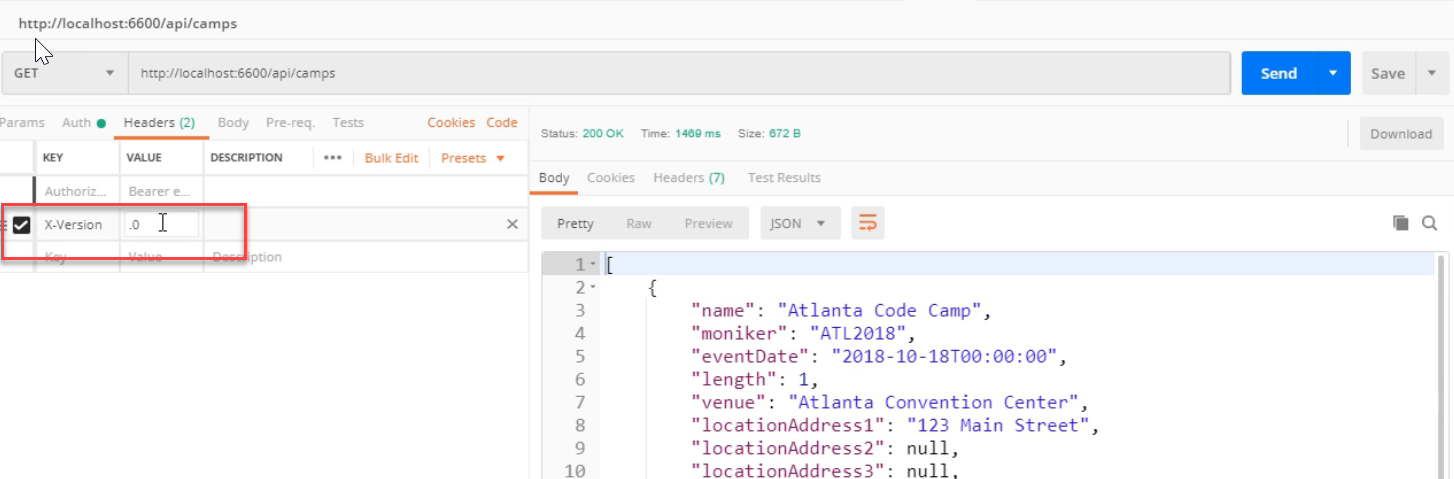 http://localhost:6600/api/camps
GET http://localhost:6600/api/camps Send Save
Params Auth Headers (2) Body Pre-req. Tests Cookies Code
KEY VALUE DESCRIPTION ••• Bulk Edit Presets
Authoriz... Bearer e...
X-Version .0
Key Value Description
Status: 200 OK Time: 1469 ms Size: 672 B Download
Body Cookies Headers (7) Test Results
Pretty Raw Preview JSON
1 [
2 {
3 "name": "Atlanta Code Camp",
4 "moniker": "ATL2018",
5 "eventDate": "2018-10-18T00:00:00",
6 "length": 1,
7 "venue": "Atlanta Convention Center",
8 "locationAddress1": "123 Main Street",
9 "locationAddress2": null,
10 "locationAddress3": null,